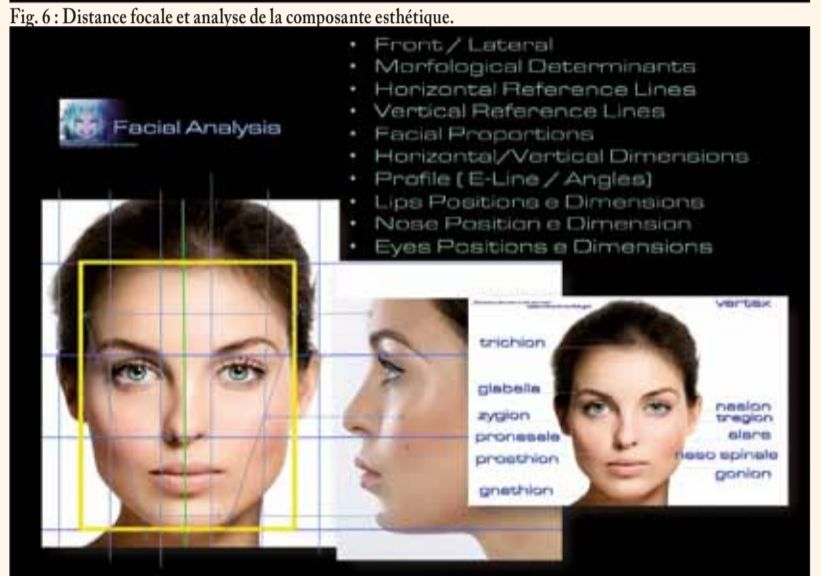 Fig. 6 : Distance focale et analyse de la composante esthétique.
• Front / Lateral
• Morfological Determinants
• Horizontal Reference Lines
• Vertical Reference Lines
Facial Analysis
• Facial Proportions
• Horizontal/Vertical Dimensions
• Profile (E-Line / Angles)
• Lips Positions e Dimensions
• Nose Position e Dimension
• Eyes Positions e Dimensions
vertex
trichion
glabella
zygion
pronasale
prosthion
gnathion
nasion
tragion
alare
naso spinale
gonion